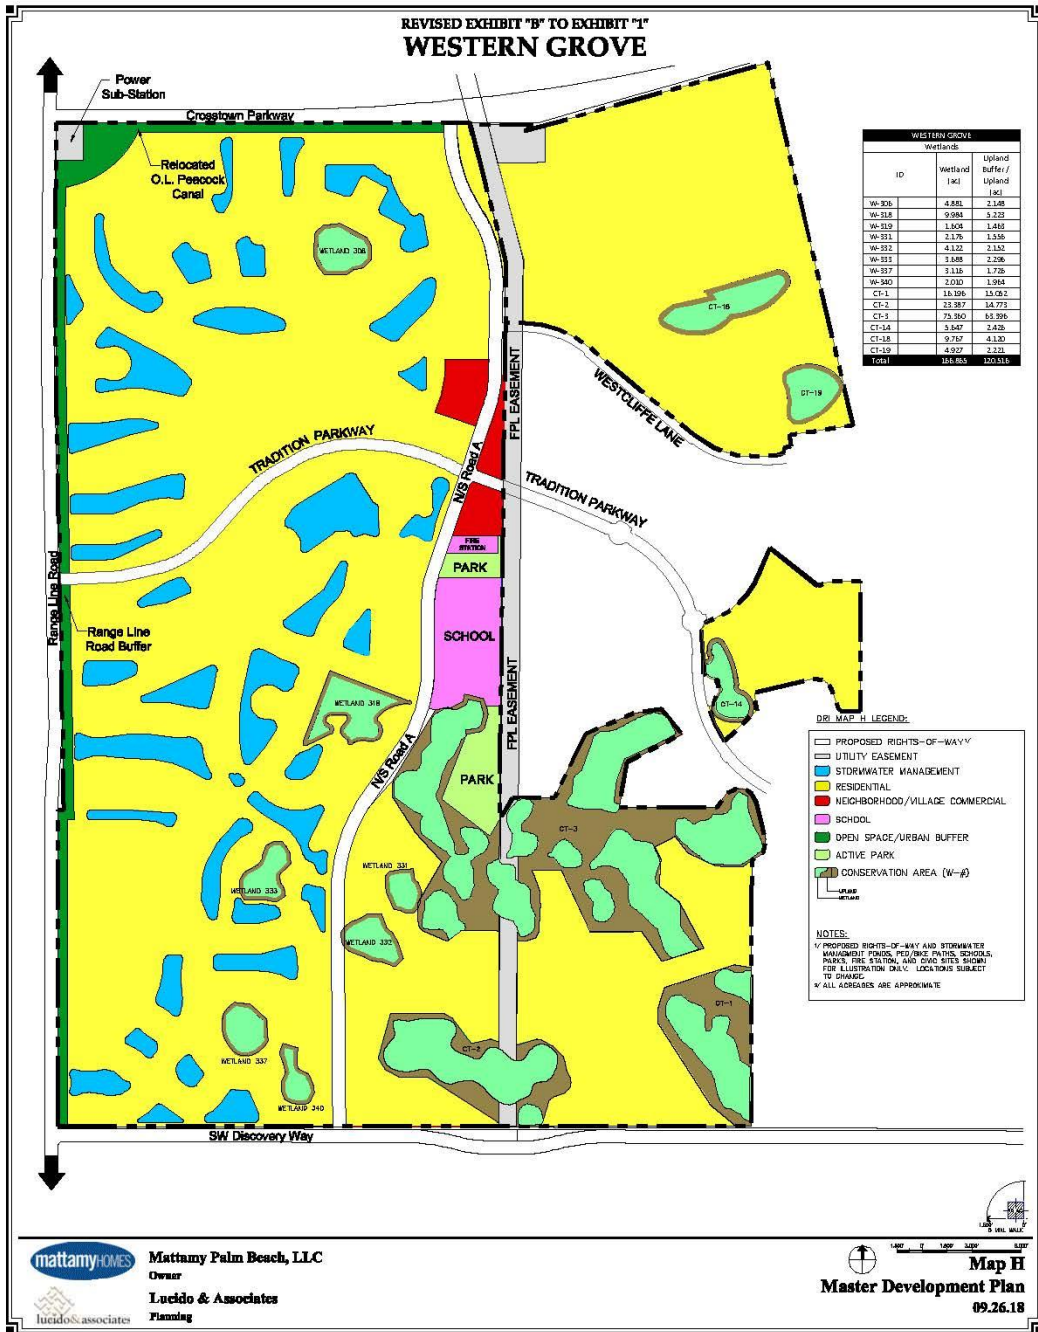 REVISED EXHIBIT "B" TO EXHIBIT "1"
WESTERN GROVE
Power
Sub-Station
Crosstown Parkway
Relocated
O.L. Peacock
Canal
WESTERN GROVE
Wetlands
ID Wetland (ac) Upland Buffer / Upland (ac)
W-306 4.881 2.148
W-318 9.984 5.223
W-319 1.604 1.463
W-331 2.176 1.556
W-332 4.122 2.152
W-333 3.688 2.296
W-337 3.116 1.726
W-340 2.010 1.964
CT-1 16.196 15.062
CT-2 23.387 14.773
CT-3 75.360 63.396
CT-14 5.647 2.426
CT-18 9.767 4.120
CT-19 4.927 2.221
Total 166.865 120.516
WETLAND 306
CT-18
CT-19
FPL EASEMENT
WESTCLIFFE LANE
TRADITION PARKWAY
N/S Road A
TRADITION PARKWAY
FIRE
STATION
PARK
Range Line Road
Range Line
Road Buffer
SCHOOL
FPL EASEMENT
WETLAND 318
CT-14
N/S Road A
PARK
CT-3
WETLAND 331
WETLAND 333
WETLAND 332
CT-1
CT-2
WETLAND 337
WETLAND 340
SW Discovery Way
DRI MAP H LEGEND:
PROPOSED RIGHTS-OF-WAY 1/
UTILITY EASEMENT
STORMWATER MANAGEMENT
RESIDENTIAL
NEIGHBORHOOD/VILLAGE COMMERCIAL
SCHOOL
OPEN SPACE/URBAN BUFFER
ACTIVE PARK
CONSERVATION AREA (W-#)
UPLAND
WETLAND
NOTES:
1/ PROPOSED RIGHTS-OF-WAY AND STORMWATER
MANAGMENT PONDS, PED/BIKE PATHS, SCHOOLS,
PARKS, FIRE STATION, AND CIVIC SITES SHOWN
FOR ILLUSTRATION ONLY. LOCATIONS SUBJECT
TO CHANGE.
2/ ALL ACREAGES ARE APPROXIMATE
mattamyHOMES
Mattamy Palm Beach, LLC
Owner
lucido&associates
Lucido & Associates
Planning
Map H
Master Development Plan
09.26.18